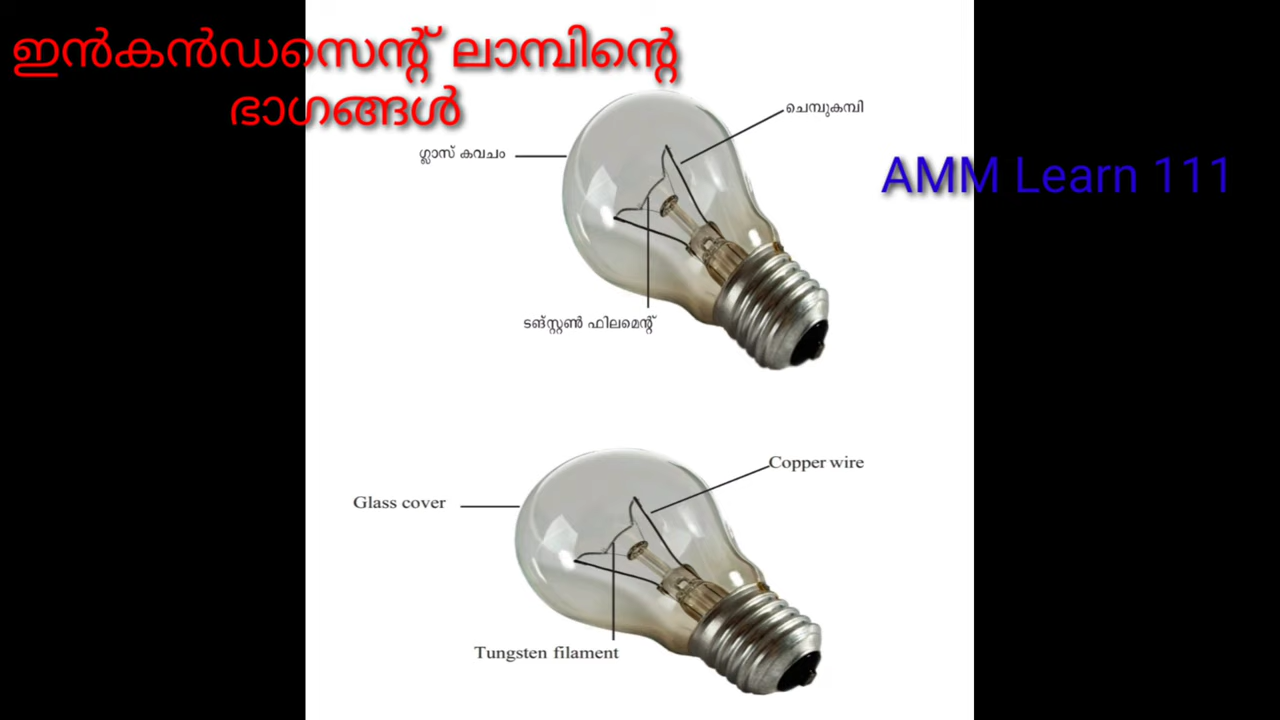 ഇൻകൻഡസെന്റ് ലാമ്പിന്റെ
ഭാഗങ്ങൾ
ചെമ്പുകമ്പി
ഗ്ലാസ് കവചം
AMM Learn 111
ടങ്സ്റ്റൺ ഫിലമെന്റ്
Copper wire
Glass cover
Tungsten filament